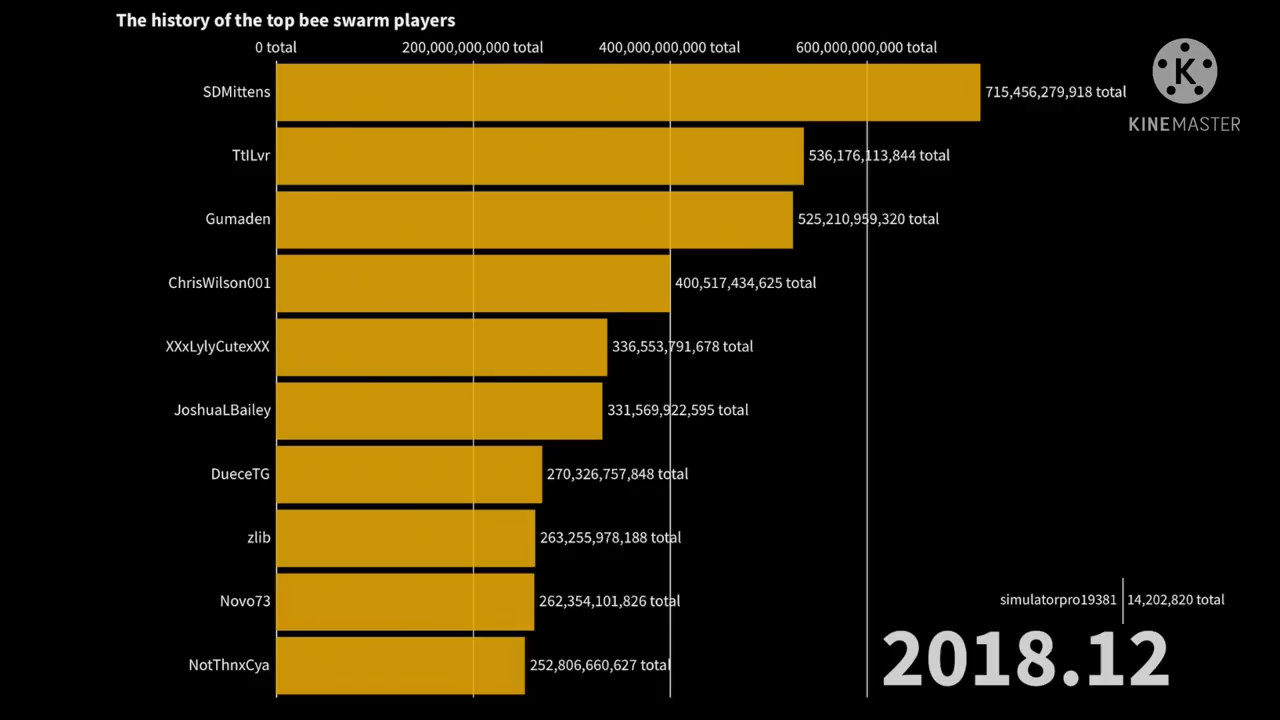 The history of the top bee swarm players
0 total 200,000,000,000 total 400,000,000,000 total 600,000,000,000 total
K
KINEMASTER
SDMittens 715,456,279,918 total
TtILvr 536,176,113,844 total
Gumaden 525,210,959,320 total
ChrisWilson001 400,517,434,625 total
XXxLylyCutexXX 336,553,791,678 total
JoshuaLBailey 331,569,922,595 total
DueceTG 270,326,757,848 total
zlib 263,255,978,188 total
Novo73 262,354,101,826 total
simulatorpro19381 14,202,820 total
NotThnxCya 252,806,660,627 total
2018.12